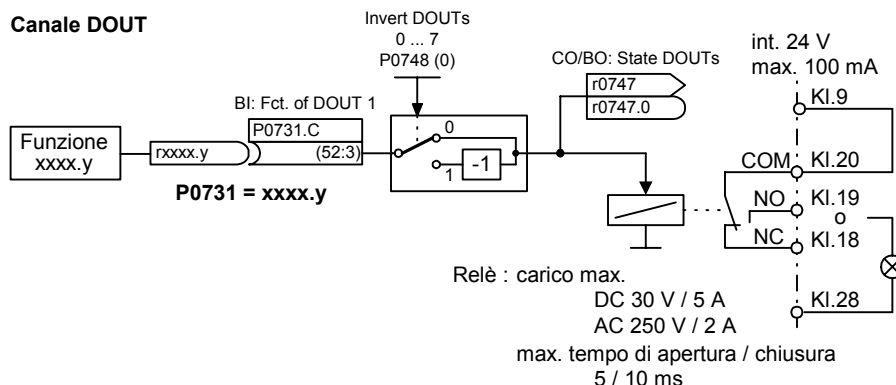 Canale DOUT
Invert DOUTs
0 ... 7
P0748 (0)
CO/BO: State DOUTs
r0747
r0747.0
int. 24 V
max. 100 mA
BI: Fct. of DOUT 1
P0731.C
(52:3)
Funzione
xxxx.y
rxxxx.y
P0731 = xxxx.y
0
1
-1
Kl.9
COM
Kl.20
NO
Kl.19
o
NC
Kl.18
Kl.28
Relè : carico max.
DC 30 V / 5 A
AC 250 V / 2 A
max. tempo di apertura / chiusura
5 / 10 ms